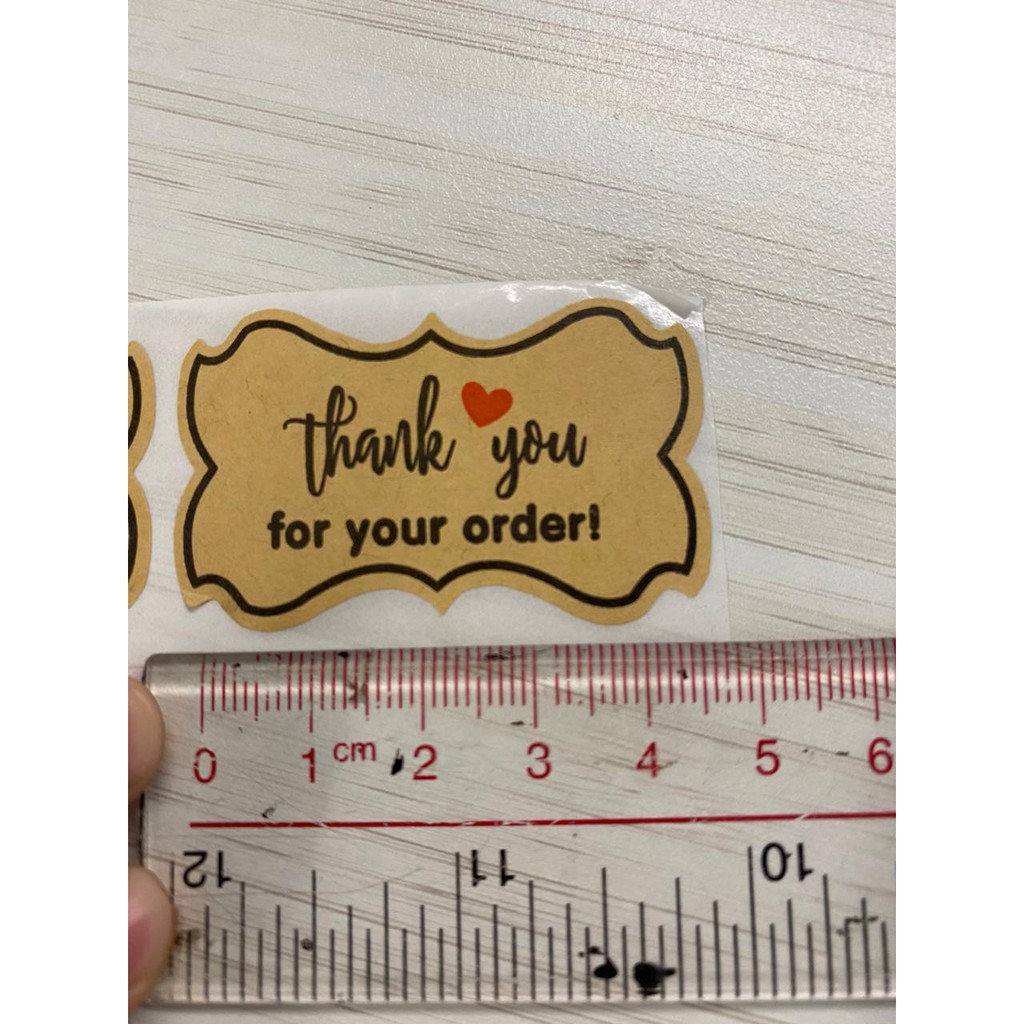 thank you
for your order!
0 1 cm 2 3 4 5 6
12 11 10